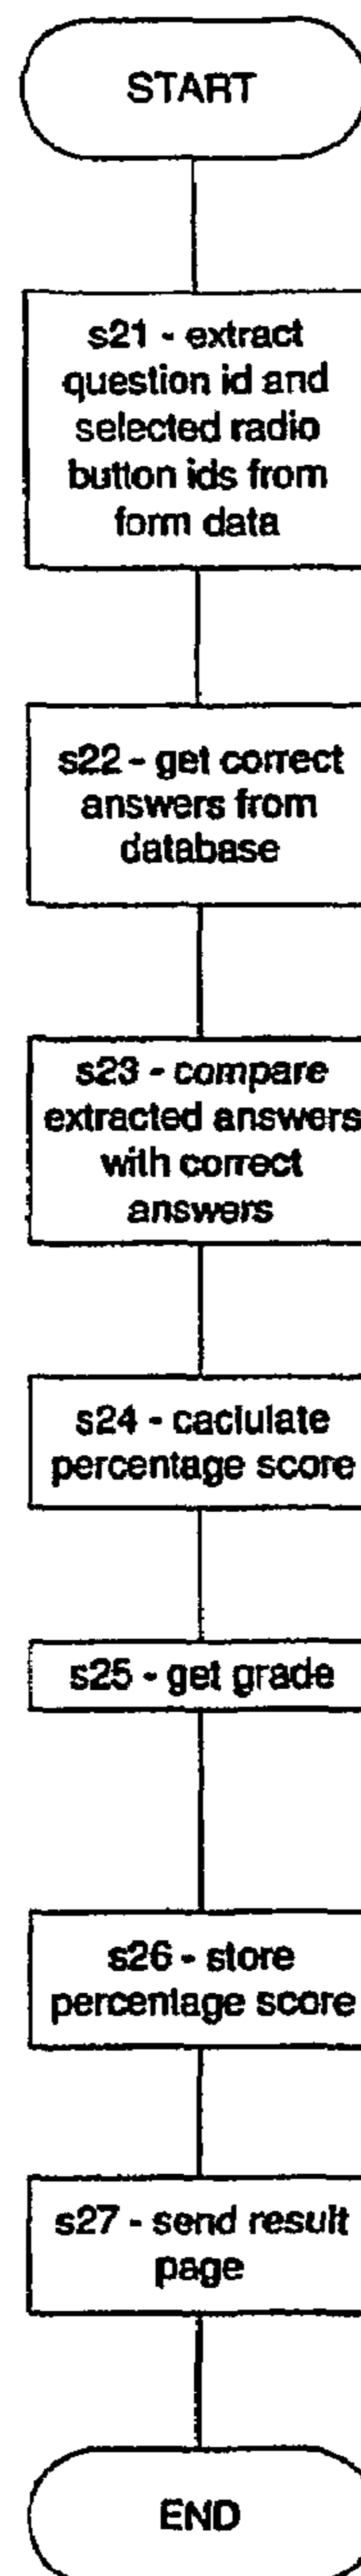 START
s21 - extract
question id and
selected radio
button ids from
form data
s22 - get correct
answers from
database
s23 - compare
extracted answers
with correct
answers
s24 - caclulate
percentage score
s25 - get grade
s26 - store
percentage score
s27 - send result
page
END